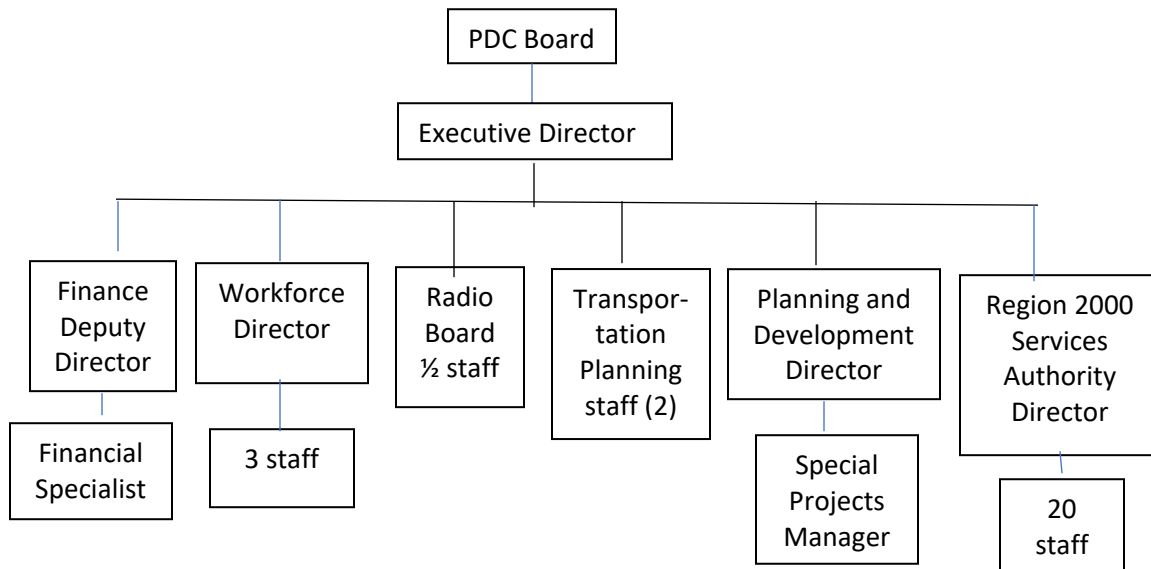 PDC Board
Executive Director
Finance
Deputy
Director
Workforce
Director
Radio
Board
½ staff
Transpor-
tation
Planning
staff (2)
Planning and
Development
Director
Region 2000
Services
Authority
Director
Financial
Specialist
3 staff
Special
Projects
Manager
20
staff